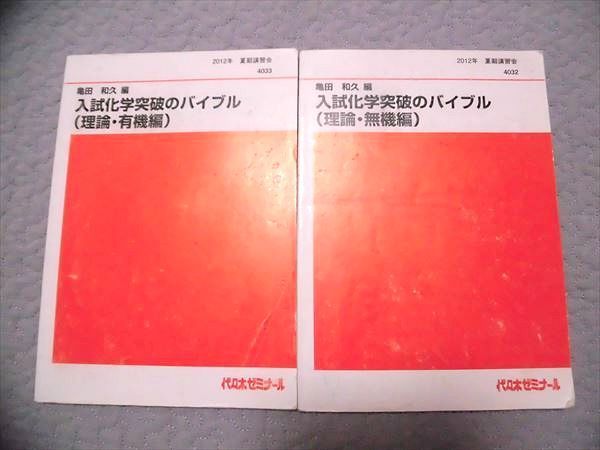 2012年 夏期講習会
4033
亀田 和久 編
入試化学突破のバイブル
(理論・有機編)
代々木ゼミナール
2012年 夏期講習会
4032
亀田 和久 編
入試化学突破のバイブル
(理論・無機編)
代々木ゼミナール